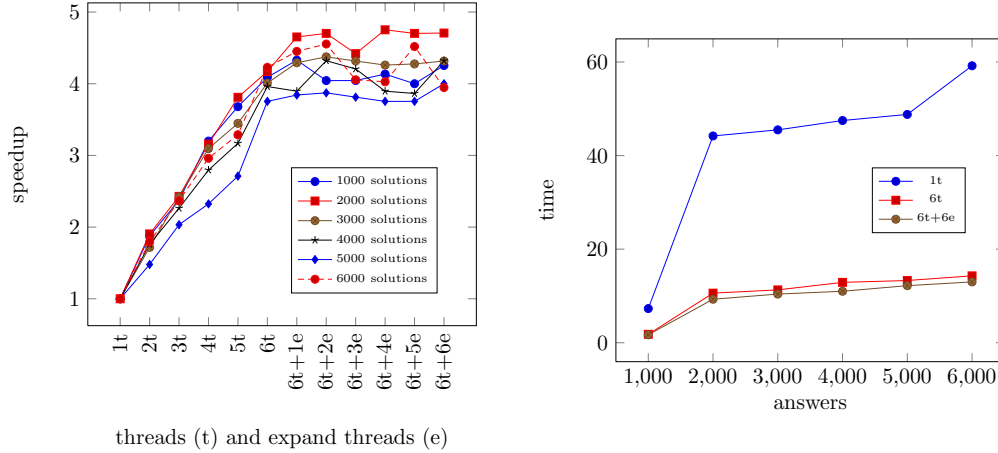 5
4
3
2
1
speedup
1000 solutions
2000 solutions
3000 solutions
4000 solutions
5000 solutions
6000 solutions
1t
2t
3t
4t
5t
6t
6t+1e
6t+2e
6t+3e
6t+4e
6t+5e
6t+6e
threads (t) and expand threads (e)
60
40
20
0
time
1t
6t
6t+6e
1,000 2,000 3,000 4,000 5,000 6,000
answers